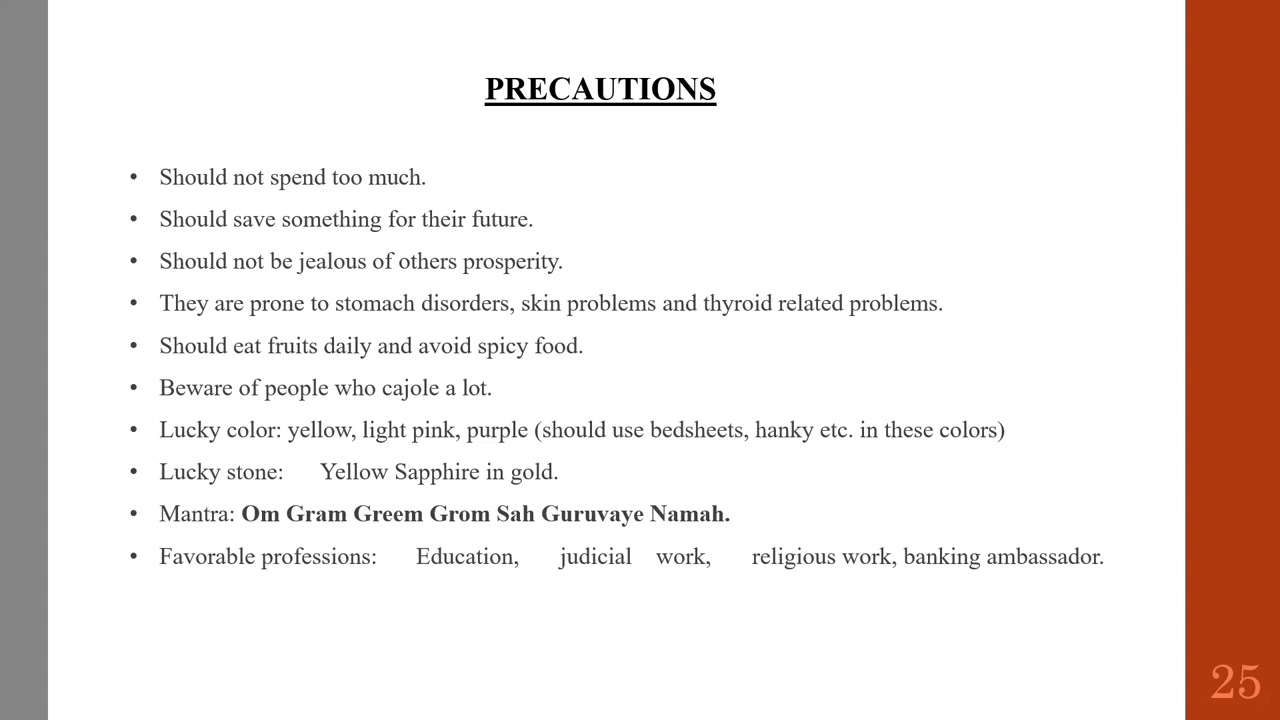 PRECAUTIONS
• Should not spend too much.
• Should save something for their future.
• Should not be jealous of others prosperity.
• They are prone to stomach disorders, skin problems and thyroid related problems.
• Should eat fruits daily and avoid spicy food.
• Beware of people who cajole a lot.
• Lucky color: yellow, light pink, purple (should use bedsheets, hanky etc. in these colors)
• Lucky stone: Yellow Sapphire in gold.
• Mantra: Om Gram Greem Grom Sah Guruvaye Namah.
• Favorable professions: Education, judicial work, religious work, banking ambassador.
25